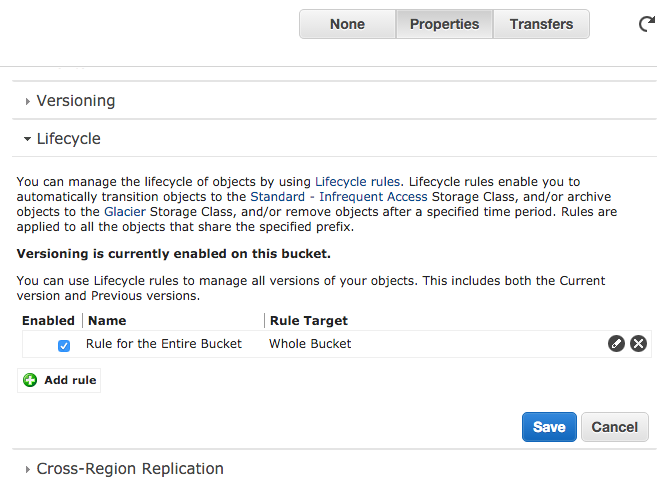 None Properties Transfers
Versioning
Lifecycle
You can manage the lifecycle of objects by using Lifecycle rules. Lifecycle rules enable you to
automatically transition objects to the Standard - Infrequent Access Storage Class, and/or archive
objects to the Glacier Storage Class, and/or remove objects after a specified time period. Rules are
applied to all the objects that share the specified prefix.
Versioning is currently enabled on this bucket.
You can use Lifecycle rules to manage all versions of your objects. This includes both the Current
version and Previous versions.
Enabled Name Rule Target
Rule for the Entire Bucket Whole Bucket
Add rule
Save Cancel
Cross-Region Replication